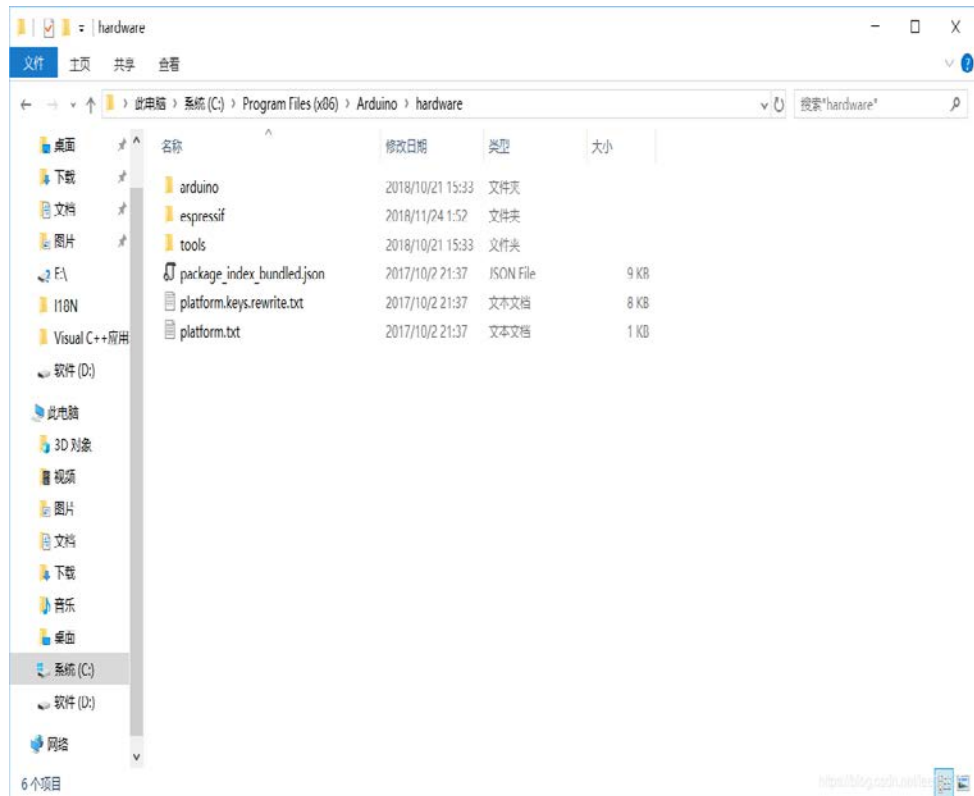 hardware
文件 主页 共享 查看
此电脑 › 系统 (C:) › Program Files (x86) › Arduino › hardware
搜索"hardware"
桌面
下载
文档
图片
E:\
I18N
Visual C++应用
软件 (D:)
此电脑
3D 对象
视频
图片
文档
下载
音乐
桌面
系统 (C:)
软件 (D:)
网络
名称 修改日期 类型 大小
arduino 2018/10/21 15:33 文件夹
espressif 2018/11/24 1:52 文件夹
tools 2018/10/21 15:33 文件夹
package_index_bundled.json 2017/10/2 21:37 JSON File 9 KB
platform.keys.rewrite.txt 2017/10/2 21:37 文本文档 8 KB
platform.txt 2017/10/2 21:37 文本文档 1 KB
6 个项目